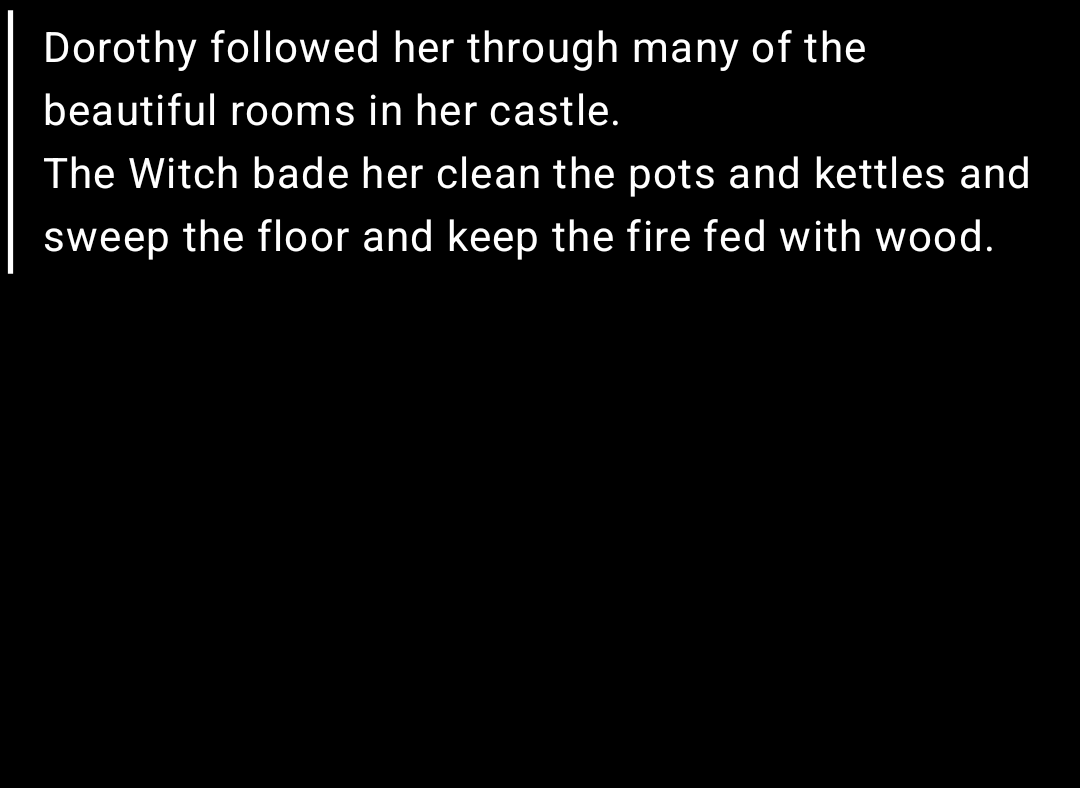 Dorothy followed her through many of the
beautiful rooms in her castle.
The Witch bade her clean the pots and kettles and
sweep the floor and keep the fire fed with wood.